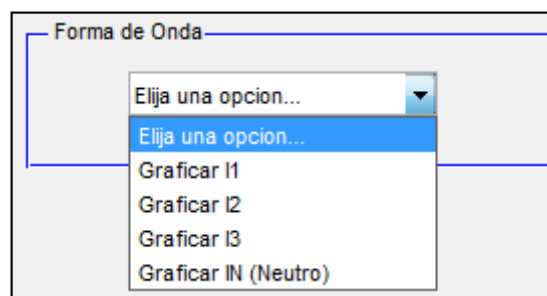 Forma de Onda
Elija una opcion...
Elija una opcion...
Graficar I1
Graficar I2
Graficar I3
Graficar IN (Neutro)